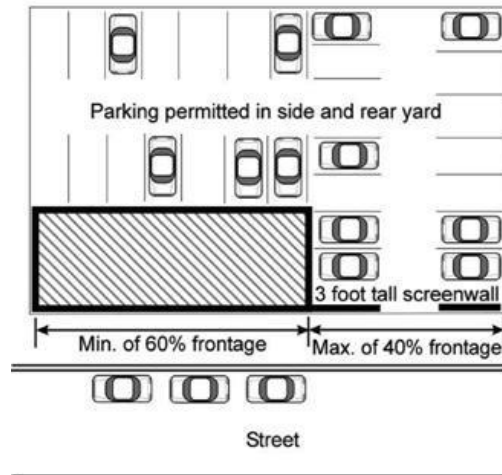 Parking permitted in side and rear yard
3 foot tall screenwall
Min. of 60% frontage
Max. of 40% frontage
Street